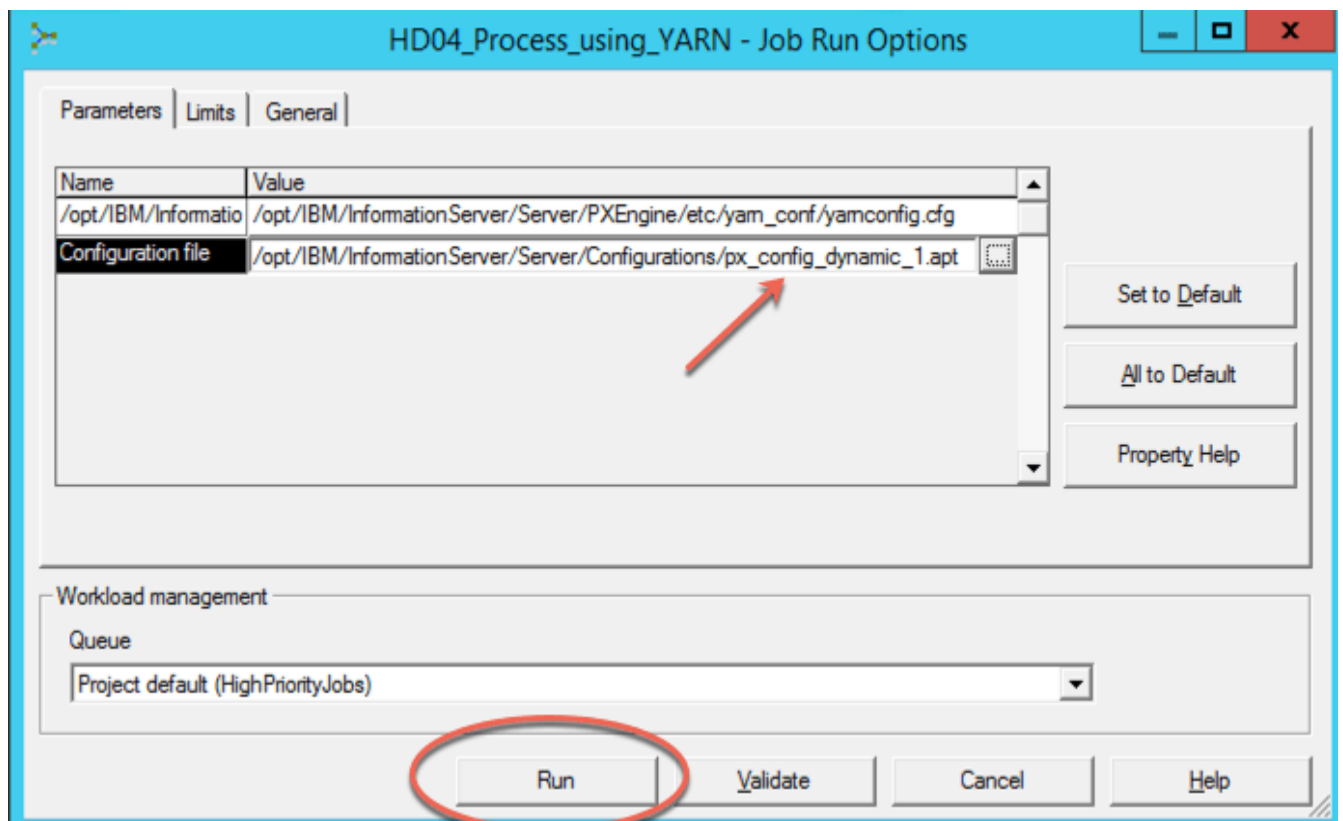 HD04_Process_using_YARN - Job Run Options
Parameters Limits General
Name Value
/opt/IBM/Informatio /opt/IBM/InformationServer/Server/PXEngine/etc/yarn_conf/yarnconfig.cfg
Configuration file /opt/IBM/InformationServer/Server/Configurations/px_config_dynamic_1.apt ...
Set to Default
All to Default
Property Help
Workload management
Queue
Project default (HighPriorityJobs)
Run Validate Cancel Help